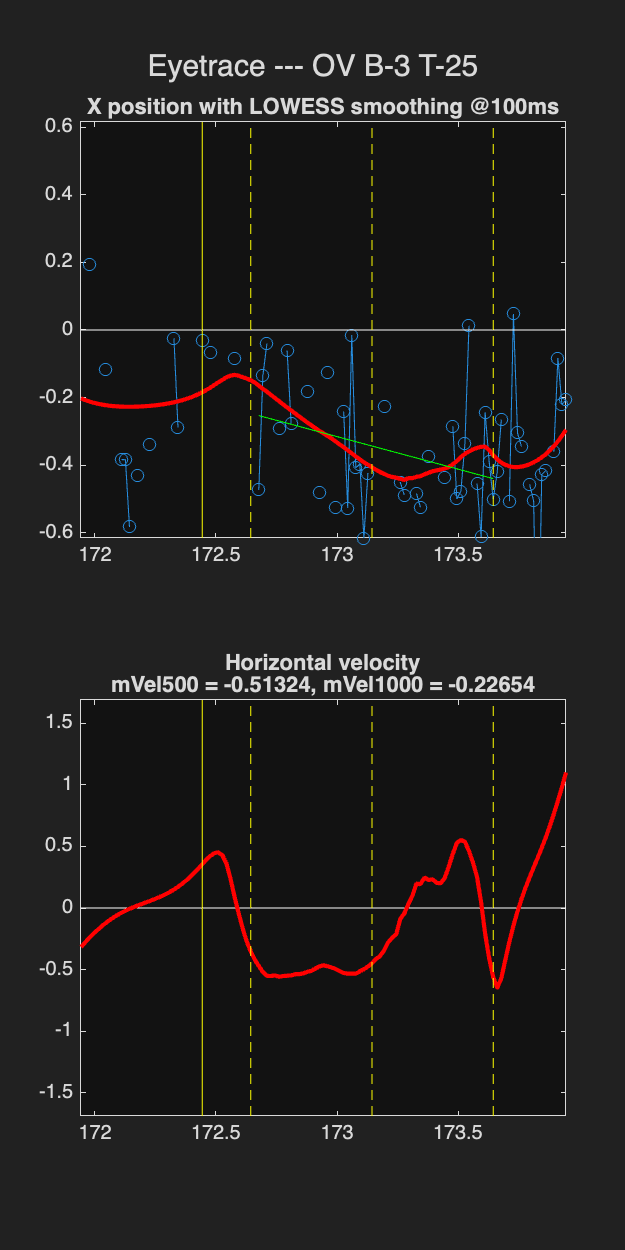 Eyetrace --- OV B-3 T-25
X position with LOWESS smoothing @100ms
0.6
0.4
0.2
0
-0.2
-0.4
-0.6
172 172.5 173 173.5
Horizontal velocity
mVel500 = -0.51324, mVel1000 = -0.22654
1.5
1
0.5
0
-0.5
-1
-1.5
172 172.5 173 173.5